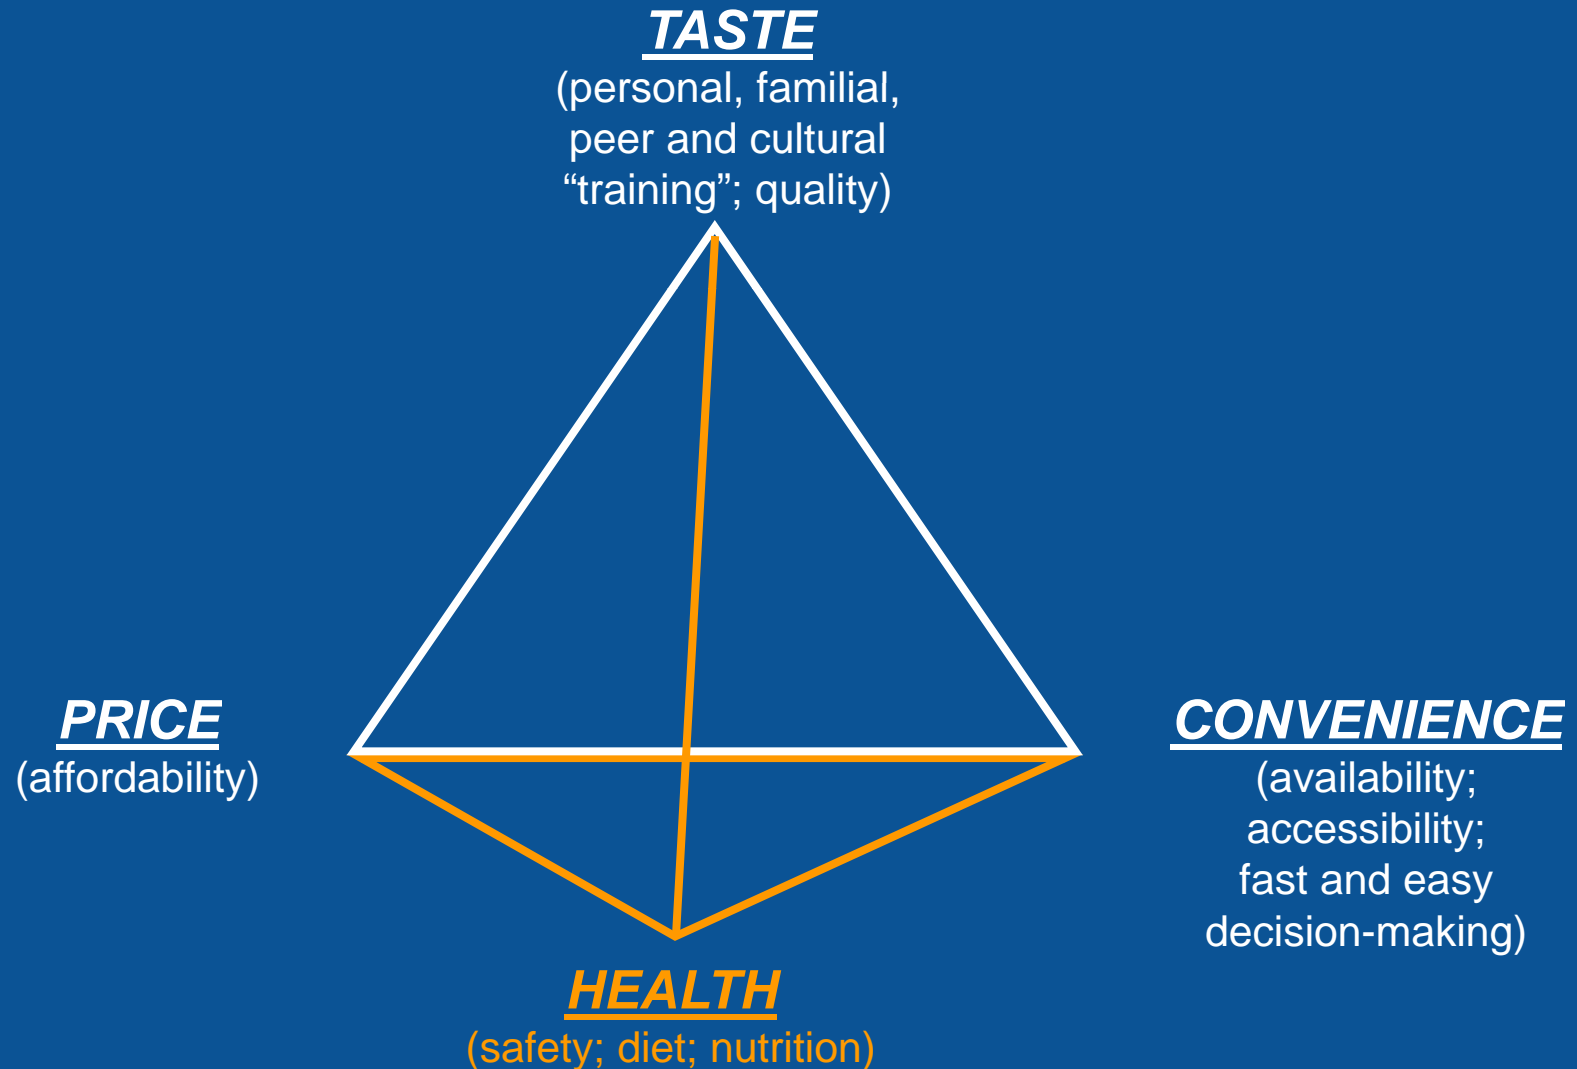 TASTE
(personal, familial,
peer and cultural
“training”; quality)
PRICE
(affordability)
CONVENIENCE
(availability;
accessibility;
fast and easy
decision-making)
HEALTH
(safety; diet; nutrition)